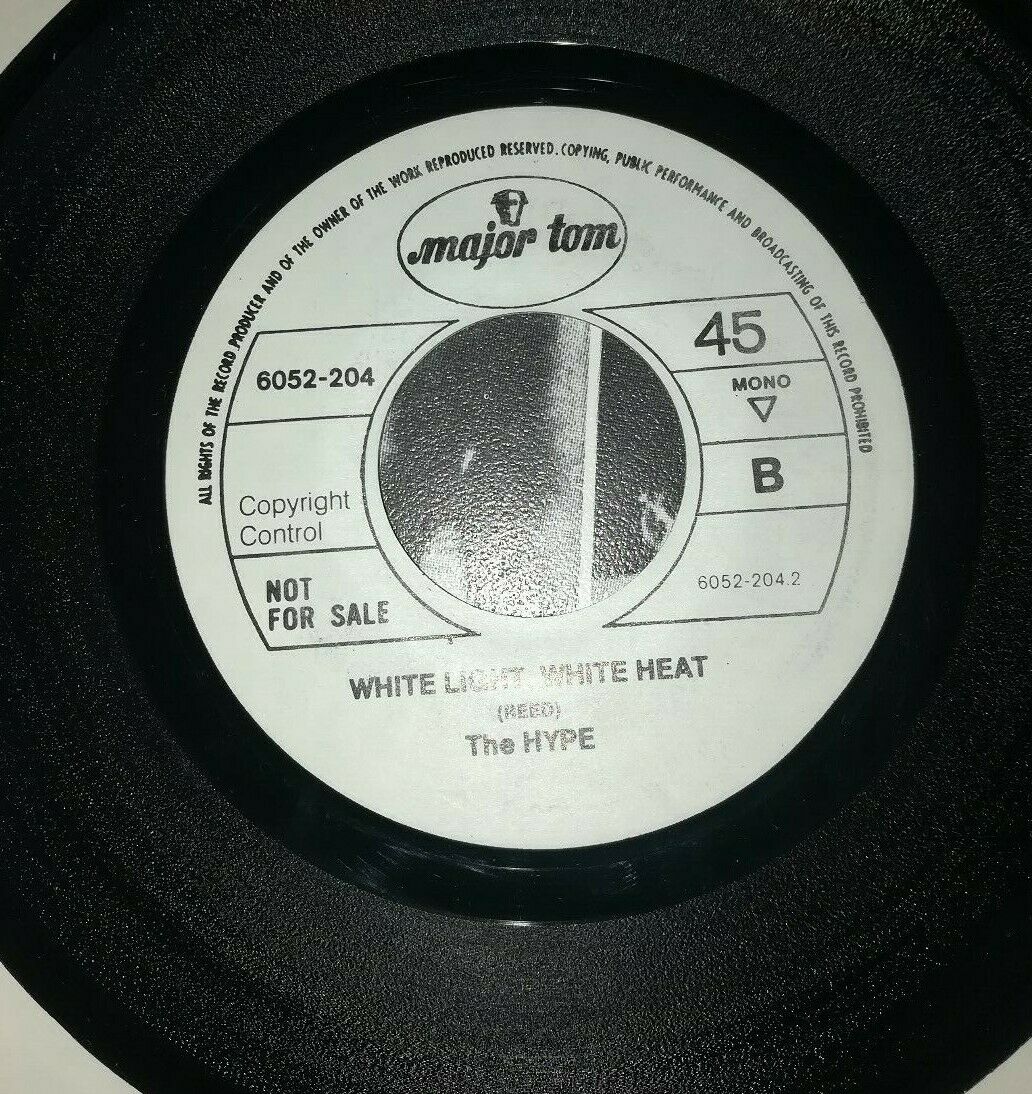 ALL RIGHTS OF THE RECORD PRODUCER AND OF THE OWNER OF THE WORK REPRODUCED RESERVED. COPYING, PUBLIC PERFORMANCE AND BROADCASTING OF THIS RECORD PROHIBITED
major tom
6052-204
Copyright
Control
NOT
FOR SALE
45
MONO
B
6052-204.2
WHITE LIGHT WHITE HEAT
(REED)
The HYPE